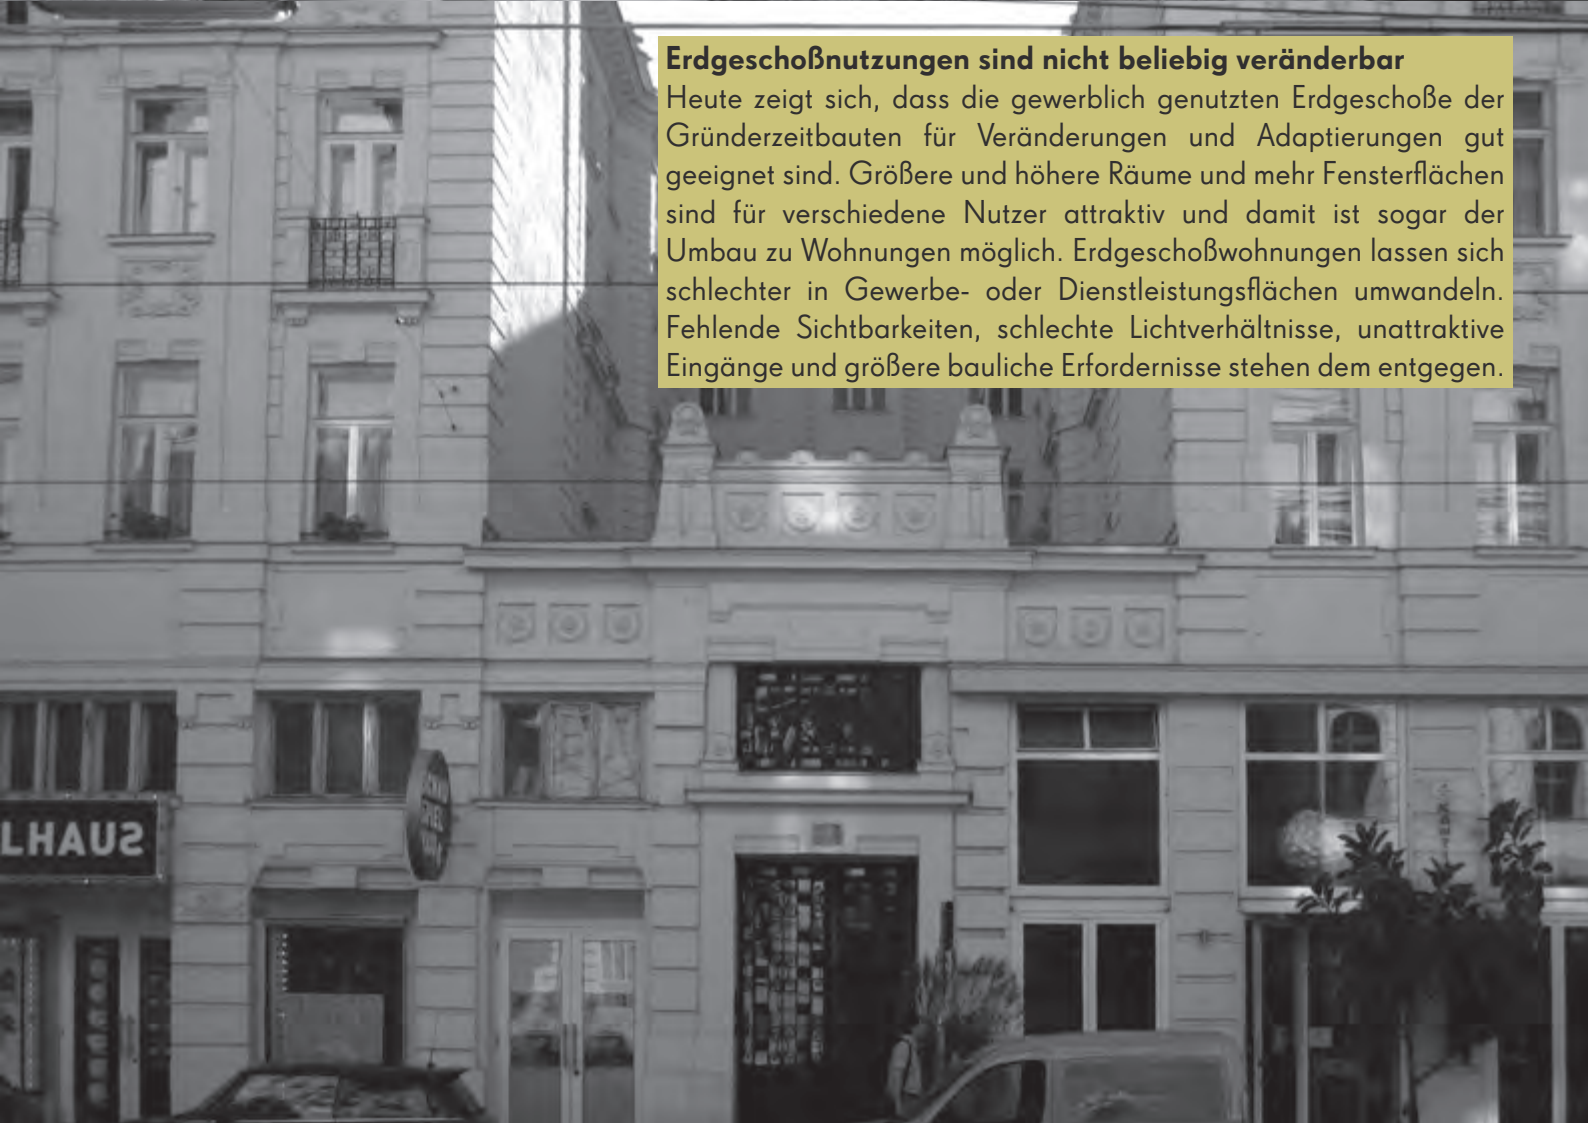 Erdgeschoßnutzungen sind nicht beliebig veränderbar
Heute zeigt sich, dass die gewerblich genutzten Erdgeschoße der
Gründerzeitbauten für Veränderungen und Adaptierungen gut
geeignet sind. Größere und höhere Räume und mehr Fensterflächen
sind für verschiedene Nutzer attraktiv und damit ist sogar der
Umbau zu Wohnungen möglich. Erdgeschoßwohnungen lassen sich
schlechter in Gewerbe- oder Dienstleistungsflächen umwandeln.
Fehlende Sichtbarkeiten, schlechte Lichtverhältnisse, unattraktive
Eingänge und größere bauliche Erfordernisse stehen dem entgegen.
LHAUS